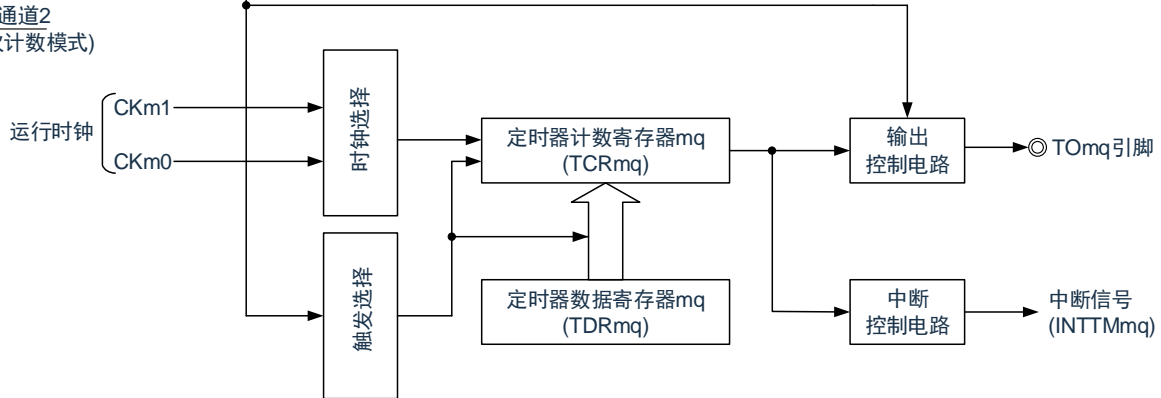 通道2
计数模式)
运行时钟
CKm1
CKm0
时钟选择
定时器计数寄存器mq
(TCRmq)
输出
控制电路
TOmq引脚
触发选择
定时器数据寄存器mq
(TDRmq)
中断
控制电路
中断信号
(INTTMmq)